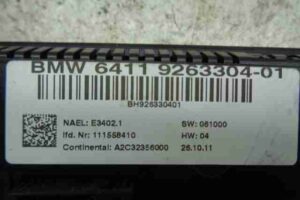 BMW 6411 9263304-01
BH926330401
NAEL: E3402.1 SW: 061000
lfd. Nr: 111558410 HW: 04
Continental: A2C32356000 26.10.11